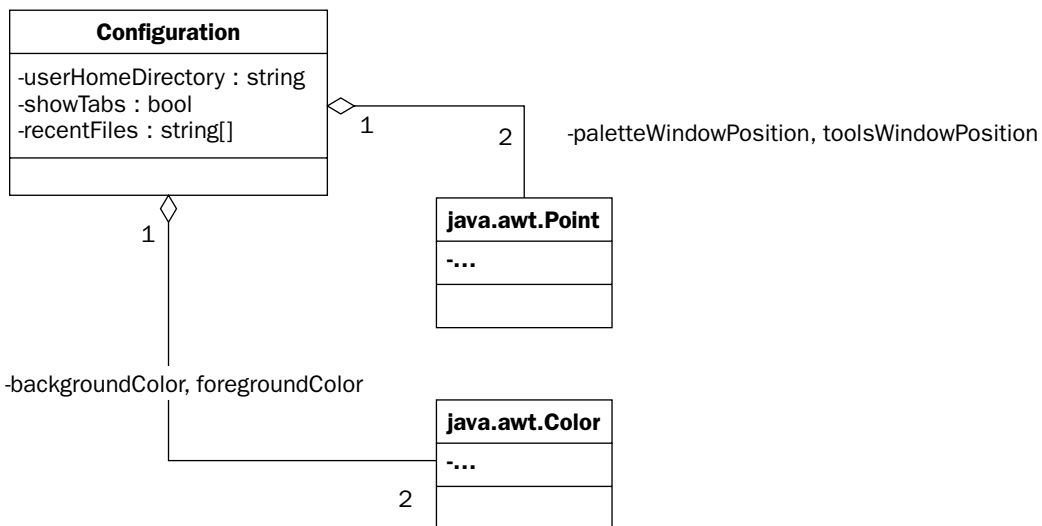 Configuration
-userHomeDirectory : string
-showTabs : bool
-recentFiles : string[]
1
2
-paletteWindowPosition, toolsWindowPosition
java.awt.Point
-...
1
-backgroundColor, foregroundColor
java.awt.Color
-...
2